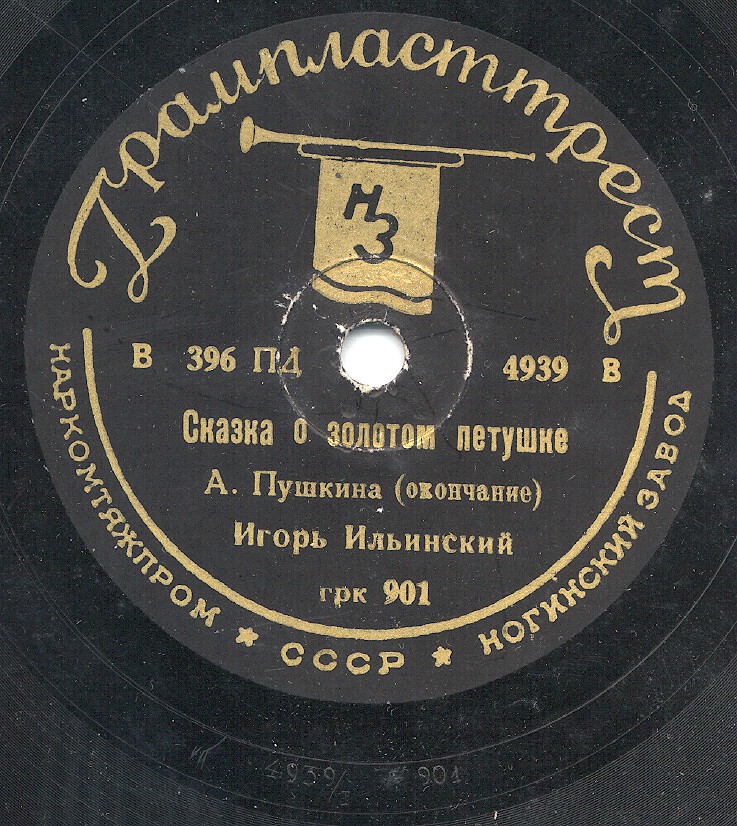 Грампласттрест
НЗ
В 396 ПД 4939 В
Сказка о золотом петушке
А. Пушкина (окончание)
Игорь Ильинский
грк 901
НАРКОМТЯЖПРОМ ★ СССР ★ НОГИНСКИЙ ЗАВОД
4939/ 901